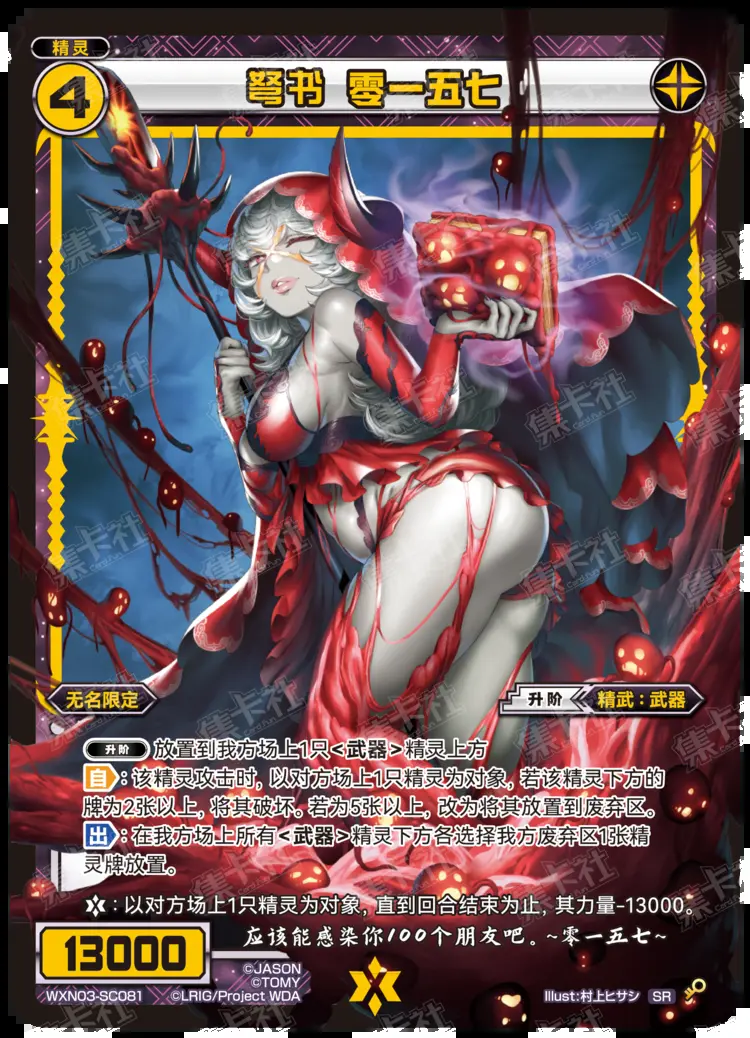 精灵
4
弩书 零一五七
无名限定
升阶 精武：武器
升阶 放置到我方场上1只<武器>精灵上方
自：该精灵攻击时，以对方场上1只精灵为对象，若该精灵下方的
牌为2张以上，将其破坏。若为5张以上，改为将其放置到废弃区。
出：在我方场上所有<武器>精灵下方各选择我方废弃区1张精
灵牌放置。
：以对方场上1只精灵为对象，直到回合结束为止，其力量-13000。
应该能感染你100个朋友吧。~零一五七~
13000
©JASON
©TOMY
WXN03-SC081 ©LRIG/Project WDA
Illust:村上ヒサシ SR
集卡社